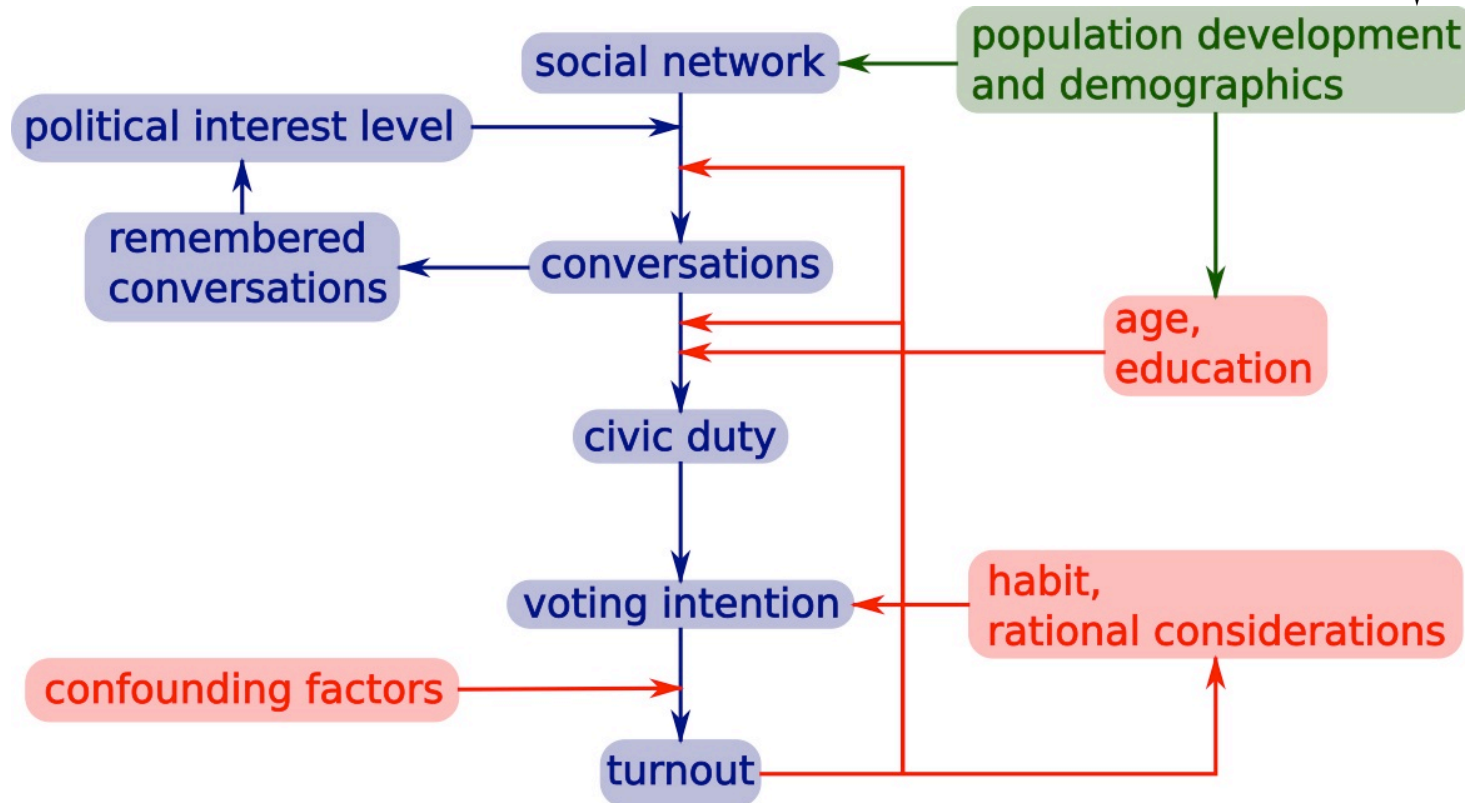 population development
and demographics
social network
political interest level
remembered
conversations
conversations
age,
education
civic duty
voting intention
habit,
rational considerations
confounding factors
turnout